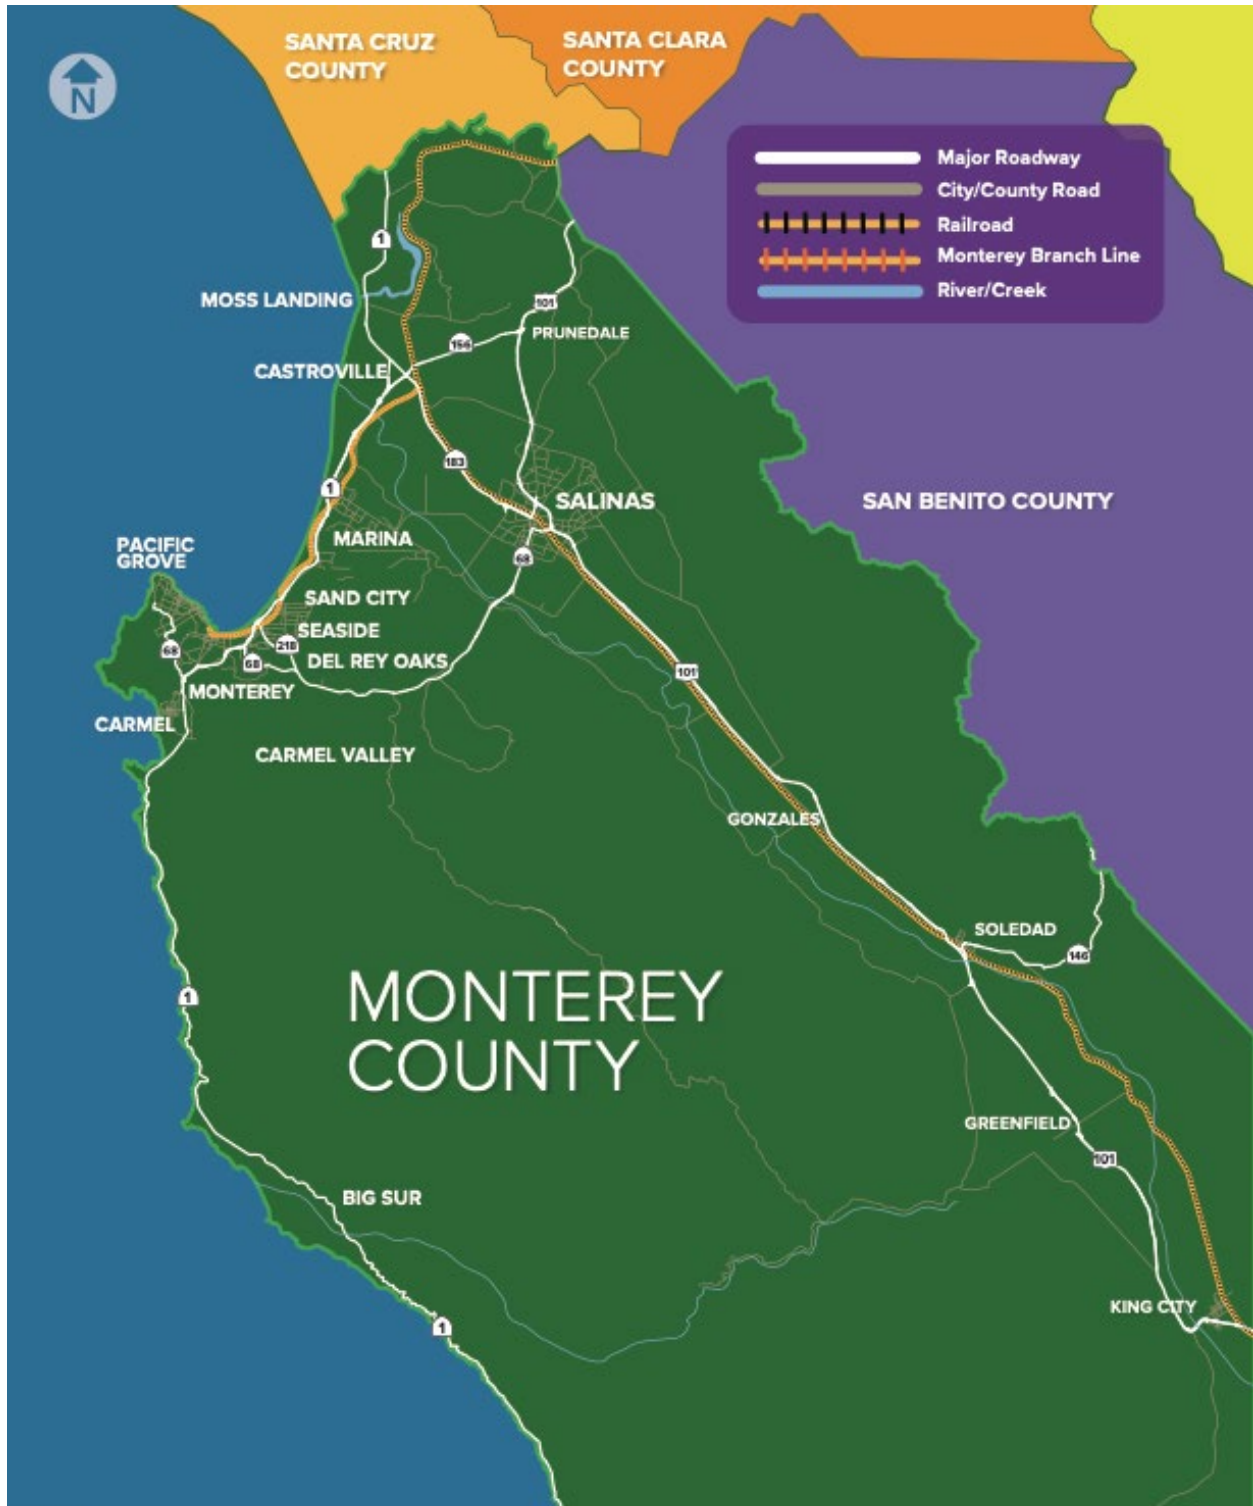 SANTA CRUZ
COUNTY
SANTA CLARA
COUNTY
N
Major Roadway
City/County Road
Railroad
Monterey Branch Line
River/Creek
1
MOSS LANDING
101
PRUNEDALE
156
CASTROVILLE
183
1
SALINAS
SAN BENITO COUNTY
MARINA
PACIFIC
GROVE
68
SAND CITY
SEASIDE
218
68
68
DEL REY OAKS
101
MONTEREY
CARMEL
CARMEL VALLEY
GONZALES
SOLEDAD
146
MONTEREY
COUNTY
1
GREENFIELD
101
BIG SUR
KING CITY
1